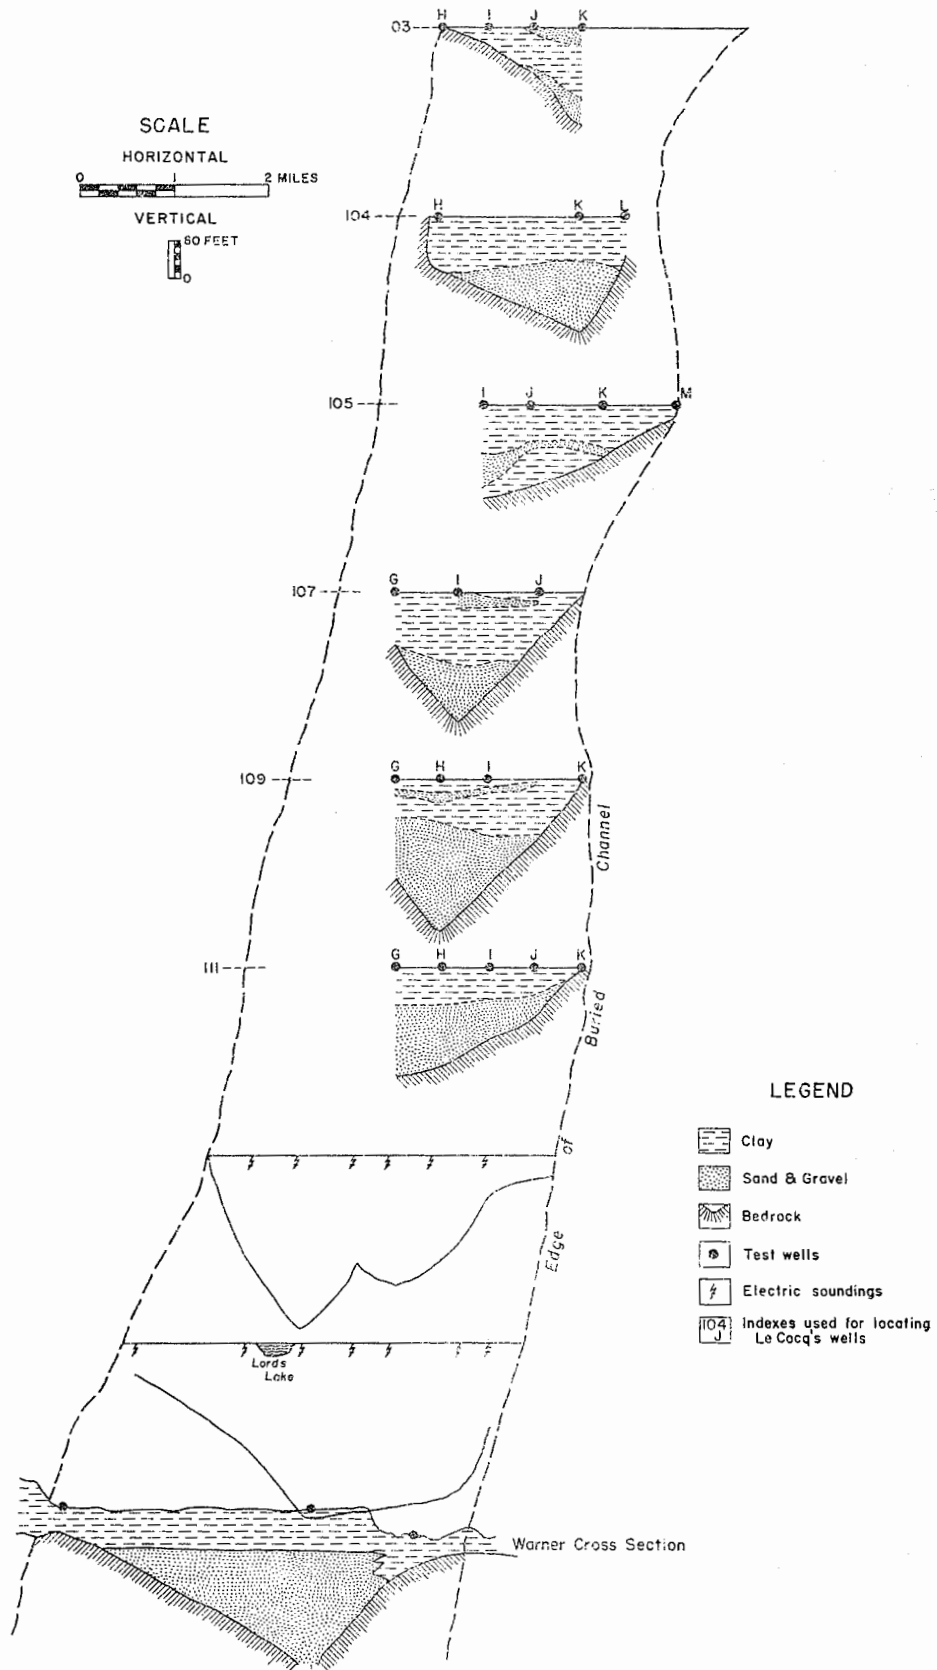 03 H I J K
SCALE
HORIZONTAL
0 1 2 MILES
VERTICAL
80 FEET
0
104 H K L
105 I J K M
107 G I J
109 G H I K
Channel
111 G H I J K
Buried
of
Edge
LEGEND
Clay
Sand & Gravel
Bedrock
Test wells
Electric soundings
104 Indexes used for locating
J Le Cocq's wells
Lords
Lake
Warner Cross Section